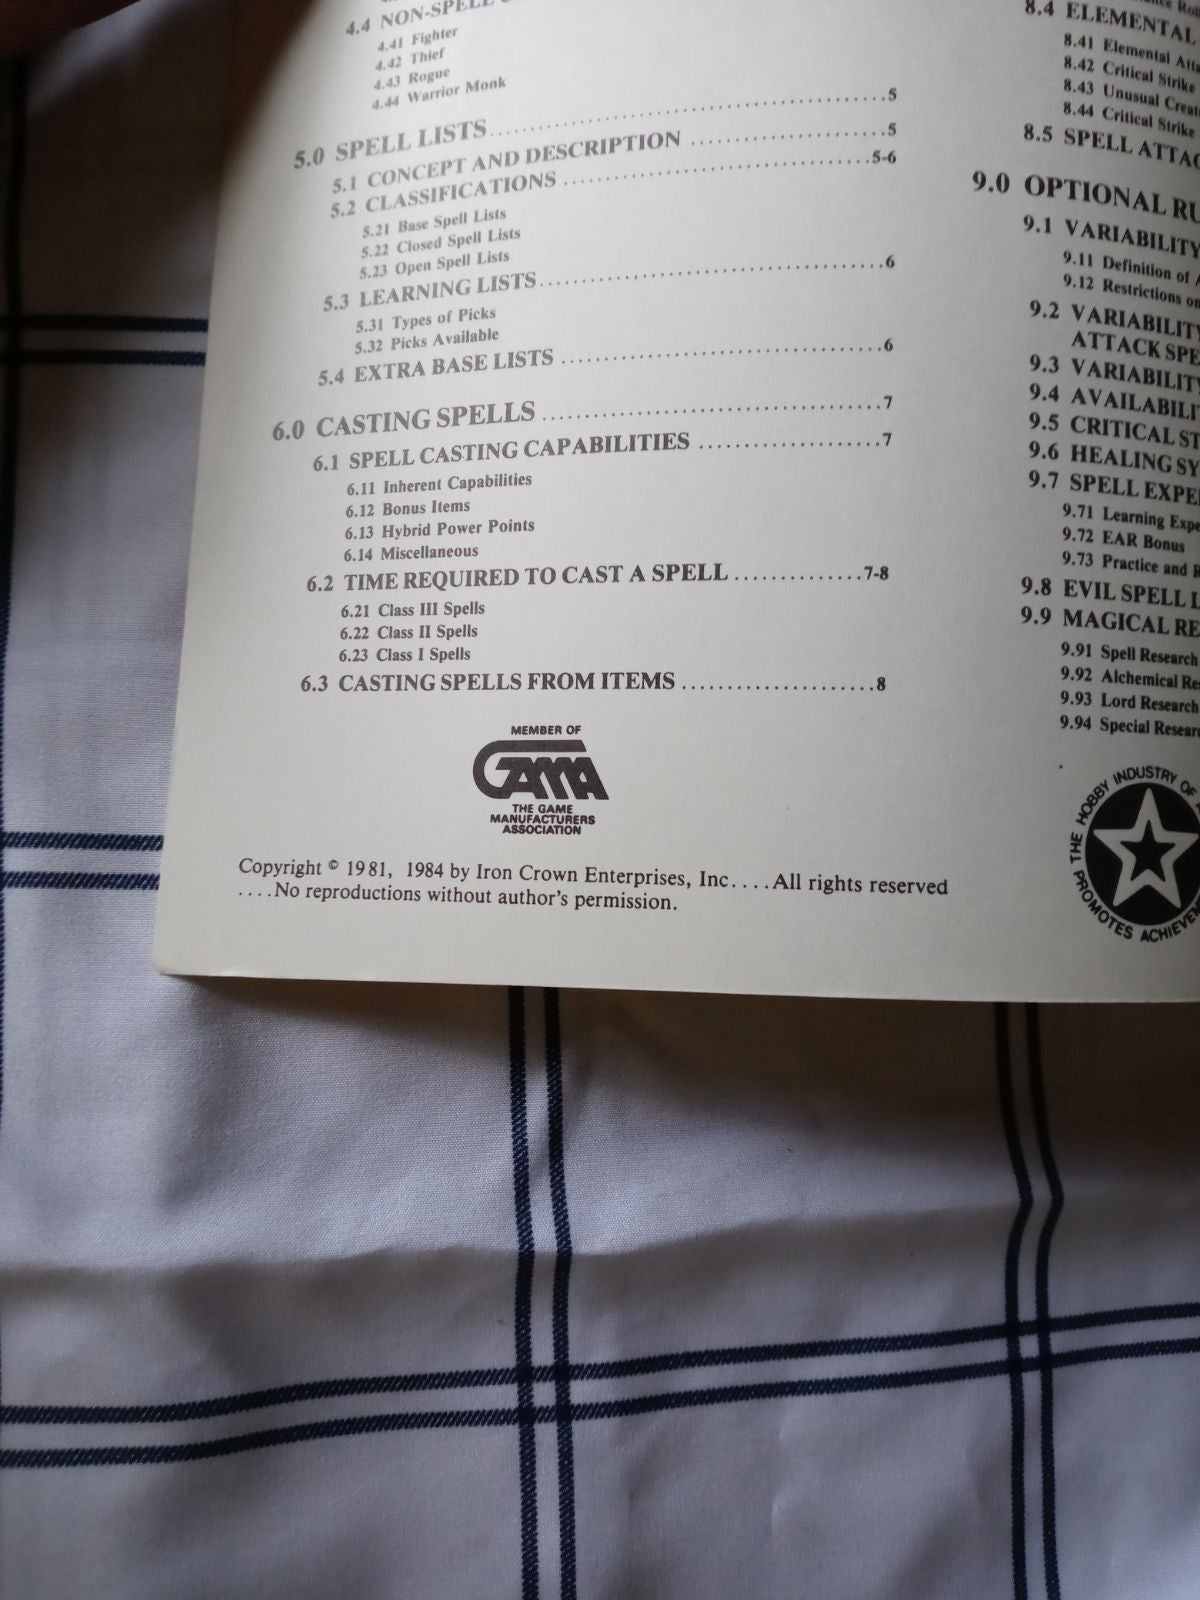 4.4 NON-SPELL
4.41 Fighter
4.42 Thief
4.43 Rogue
4.44 Warrior Monk
5.0 SPELL LISTS..........................................5
5.1 CONCEPT AND DESCRIPTION ....................5
5.2 CLASSIFICATIONS ..............................5-6
5.21 Base Spell Lists
5.22 Closed Spell Lists
5.23 Open Spell Lists
5.3 LEARNING LISTS...................................6
5.31 Types of Picks
5.32 Picks Available
5.4 EXTRA BASE LISTS ................................6
6.0 CASTING SPELLS ....................................7
6.1 SPELL CASTING CAPABILITIES ...................7
6.11 Inherent Capabilities
6.12 Bonus Items
6.13 Hybrid Power Points
6.14 Miscellaneous
6.2 TIME REQUIRED TO CAST A SPELL .............7-8
6.21 Class III Spells
6.22 Class II Spells
6.23 Class I Spells
6.3 CASTING SPELLS FROM ITEMS ....................8
MEMBER OF
GAMA
THE GAME
MANUFACTURERS
ASSOCIATION
Copyright © 1981, 1984 by Iron Crown Enterprises, Inc....All rights reserved
....No reproductions without author's permission.
8.4 ELEMENTAL
8.41 Elemental
8.42 Critical Strike
8.43 Unusual
8.44 Critical Strike
8.5 SPELL
9.0 OPTIONAL
9.1 VARIABILITY
9.11 Definition of
9.12 Restrictions on
9.2 VARIABILITY
ATTACK
9.3 VARIABILITY
9.4
9.5 CRITICAL
9.6 HEALING
9.7 SPELL
9.71 Learning
9.72 EAR Bonus
9.73 Practice and
9.8 EVIL SPELL
9.9 MAGICAL
9.91 Spell Research
9.92 Alchemical
9.93 Lord Research
9.94 Special
THE HOBBY INDUSTRY OF
PROMOTES